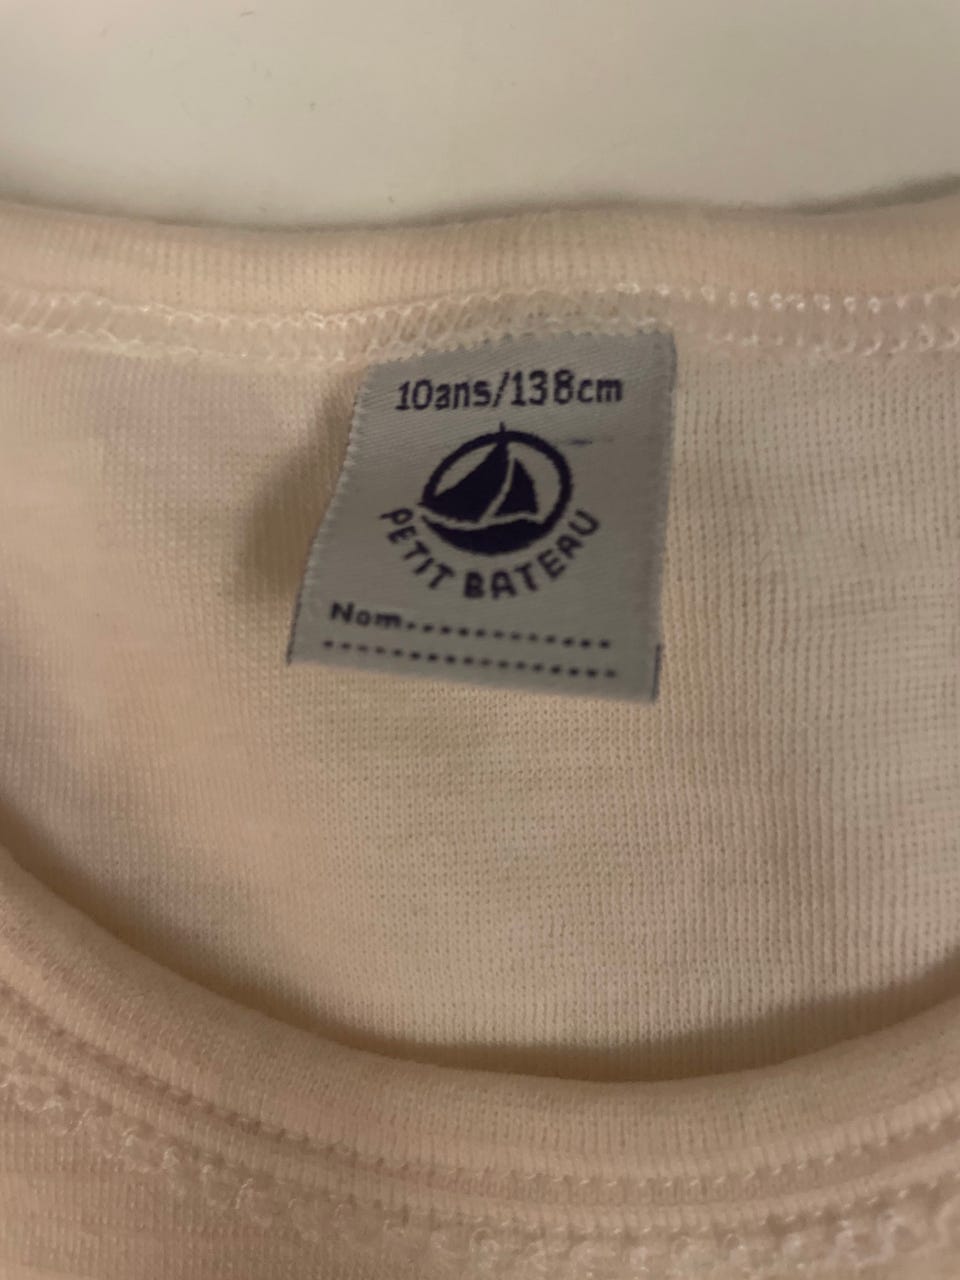 10ans/138cm
PETIT BATEAU
Nom.............
..................